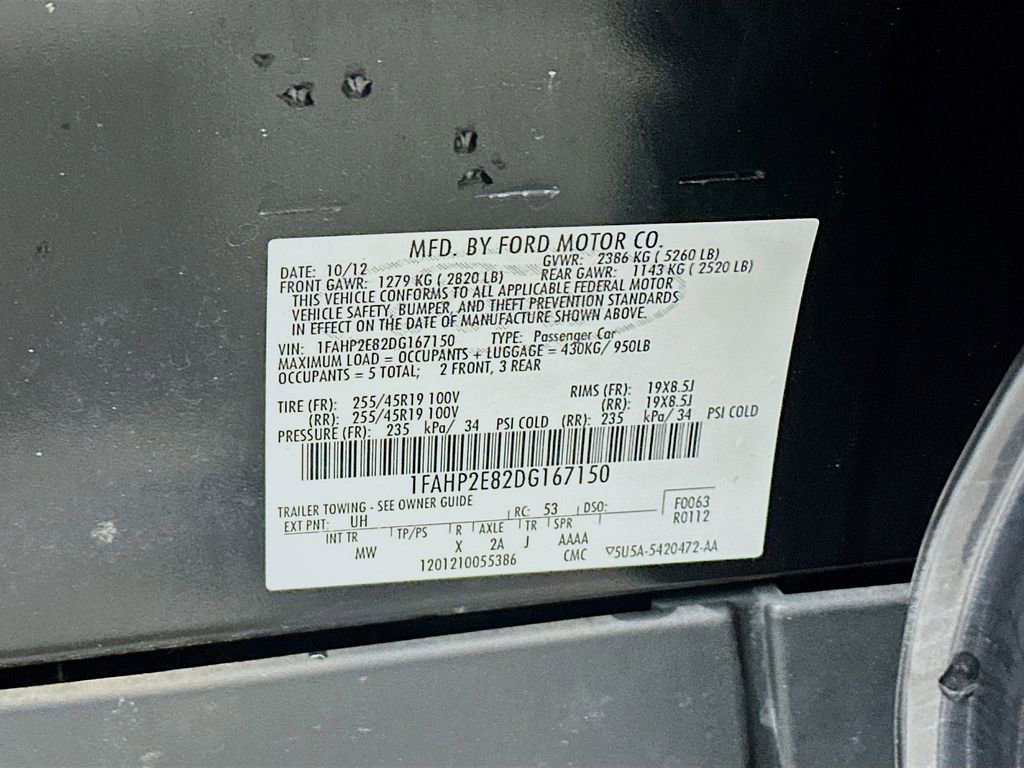 MFD. BY FORD MOTOR CO.
DATE: 10/12 GVWR: 2386 KG ( 5260 LB)
FRONT GAWR: 1279 KG ( 2820 LB) REAR GAWR: 1143 KG ( 2520 LB)
THIS VEHICLE CONFORMS TO ALL APPLICABLE FEDERAL MOTOR
VEHICLE SAFETY, BUMPER, AND THEFT PREVENTION STANDARDS
IN EFFECT ON THE DATE OF MANUFACTURE SHOWN ABOVE.
VIN: 1FAHP2E82DG167150 TYPE: Passenger Car
MAXIMUM LOAD = OCCUPANTS + LUGGAGE = 430KG/ 950LB
OCCUPANTS = 5 TOTAL; 2 FRONT, 3 REAR
TIRE (FR): 255/45R19 100V RIMS (FR): 19X8.5J
(RR): 255/45R19 100V (RR): 19X8.5J
PRESSURE (FR): 235 kPa/ 34 PSI COLD (RR): 235 kPa/ 34 PSI COLD
1FAHP2E82DG167150
TRAILER TOWING - SEE OWNER GUIDE
EXT PNT: UH RC: 53 DSO: F0063
R0112
INT TR TP/PS R AXLE TR SPR
MW X 2A J AAAA
1201210055386 CMC ▽5U5A-5420472-AA